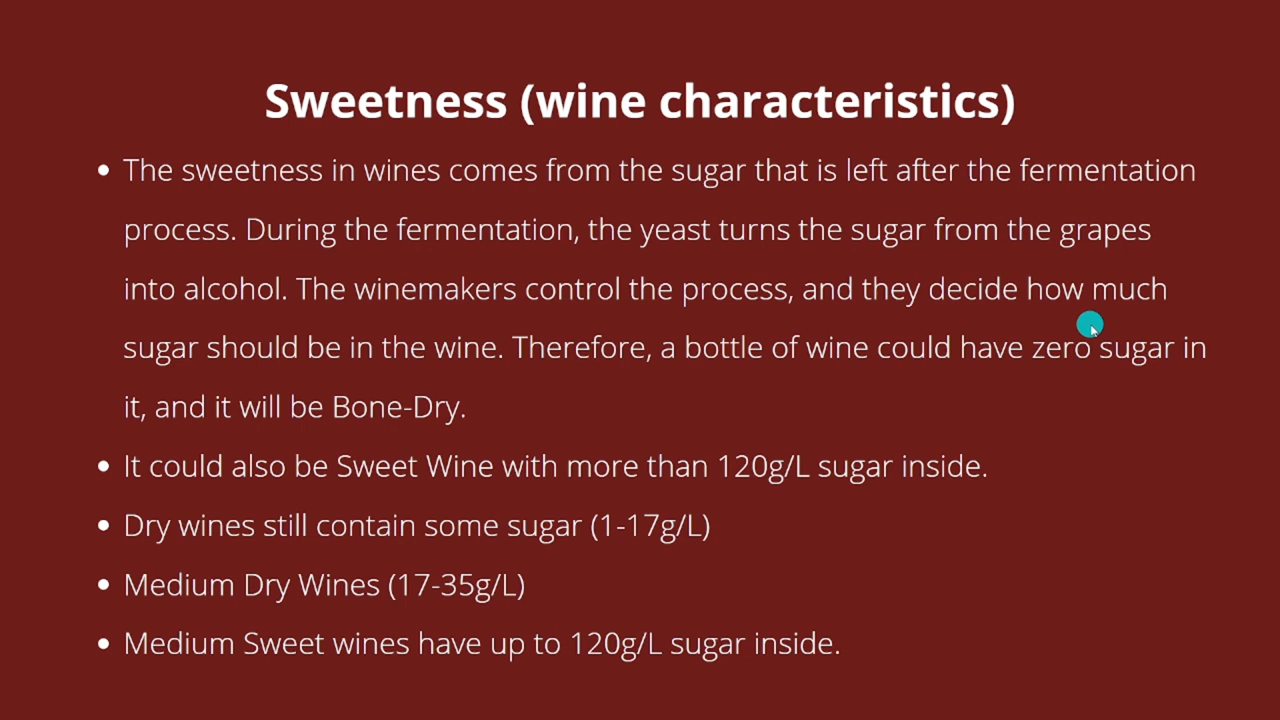 Sweetness (wine characteristics)
• The sweetness in wines comes from the sugar that is left after the fermentation
process. During the fermentation, the yeast turns the sugar from the grapes
into alcohol. The winemakers control the process, and they decide how much
sugar should be in the wine. Therefore, a bottle of wine could have zero sugar in
it, and it will be Bone-Dry.
• It could also be Sweet Wine with more than 120g/L sugar inside.
• Dry wines still contain some sugar (1-17g/L)
• Medium Dry Wines (17-35g/L)
• Medium Sweet wines have up to 120g/L sugar inside.